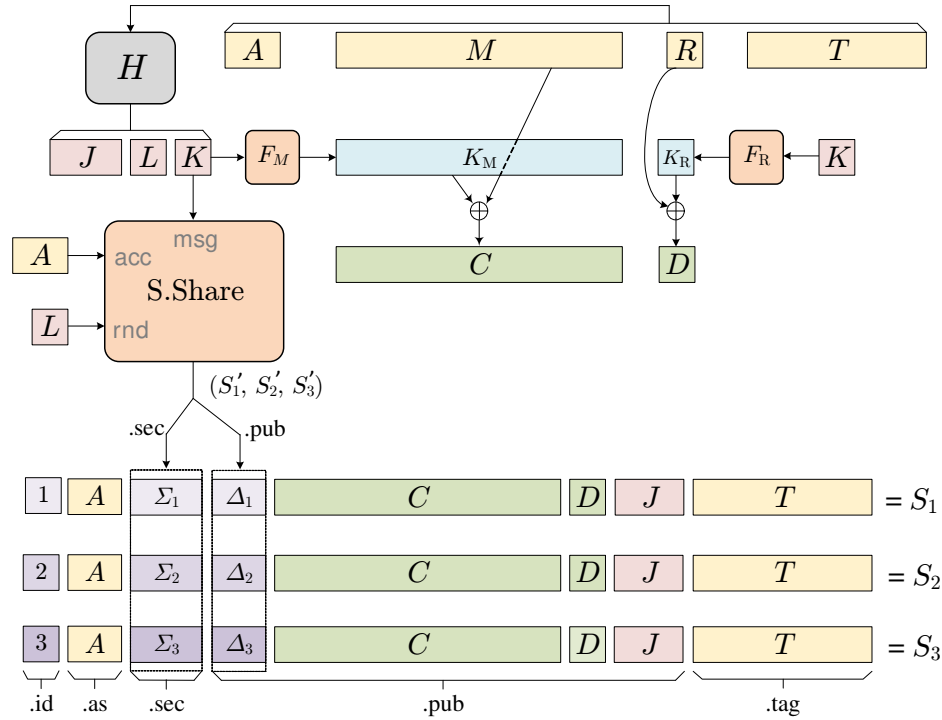 A M R T
H
J L K F_M K_M K_R F_R K
msg
A acc C D
S.Share
L rnd
(S′_1, S′_2, S′_3)
.sec .pub
1 A Σ_1 Δ_1 C D J T = S_1
2 A Σ_2 Δ_2 C D J T = S_2
3 A Σ_3 Δ_3 C D J T = S_3
.id .as .sec .pub .tag